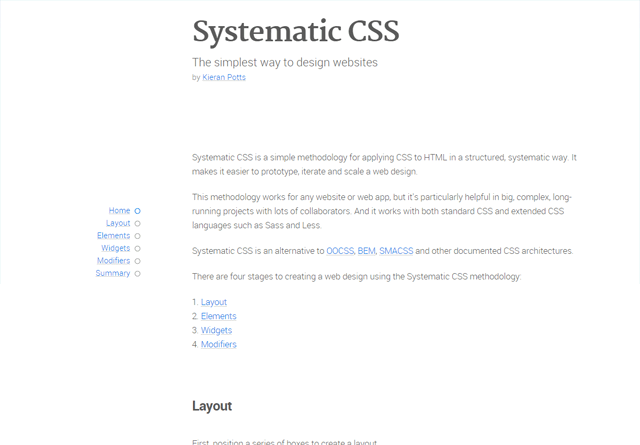 Systematic CSS
The simplest way to design websites
by Kieran Potts
Systematic CSS is a simple methodology for applying CSS to HTML in a structured, systematic way. It
makes it easier to prototype, iterate and scale a web design.
This methodology works for any website or web app, but it's particularly helpful in big, complex, long-
running projects with lots of collaborators. And it works with both standard CSS and extended CSS
languages such as Sass and Less.
Home
Layout
Elements
Widgets
Modifiers
Summary
Systematic CSS is an alternative to OOCSS, BEM, SMACSS and other documented CSS architectures.
There are four stages to creating a web design using the Systematic CSS methodology:
1. Layout
2. Elements
3. Widgets
4. Modifiers
Layout
First, position a series of boxes to create a layout.